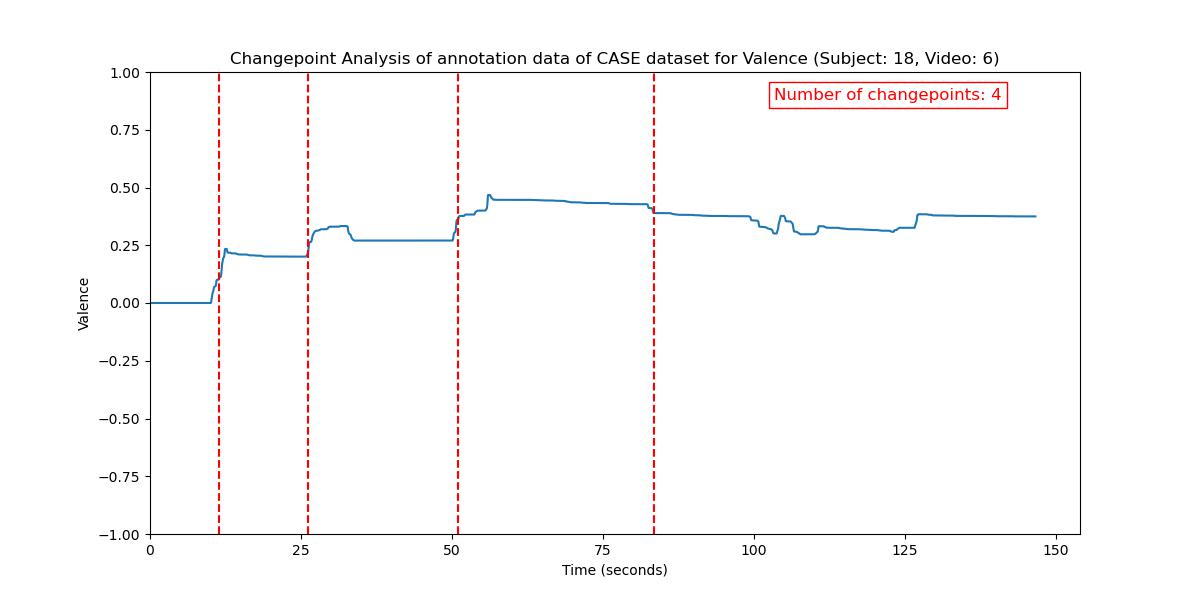 Changepoint Analysis of annotation data of CASE dataset for Valence (Subject: 18, Video: 6)
Number of changepoints: 4
1.00
0.75
0.50
0.25
0.00
−0.25
−0.50
−0.75
−1.00
Valence
0 25 50 75 100 125 150
Time (seconds)